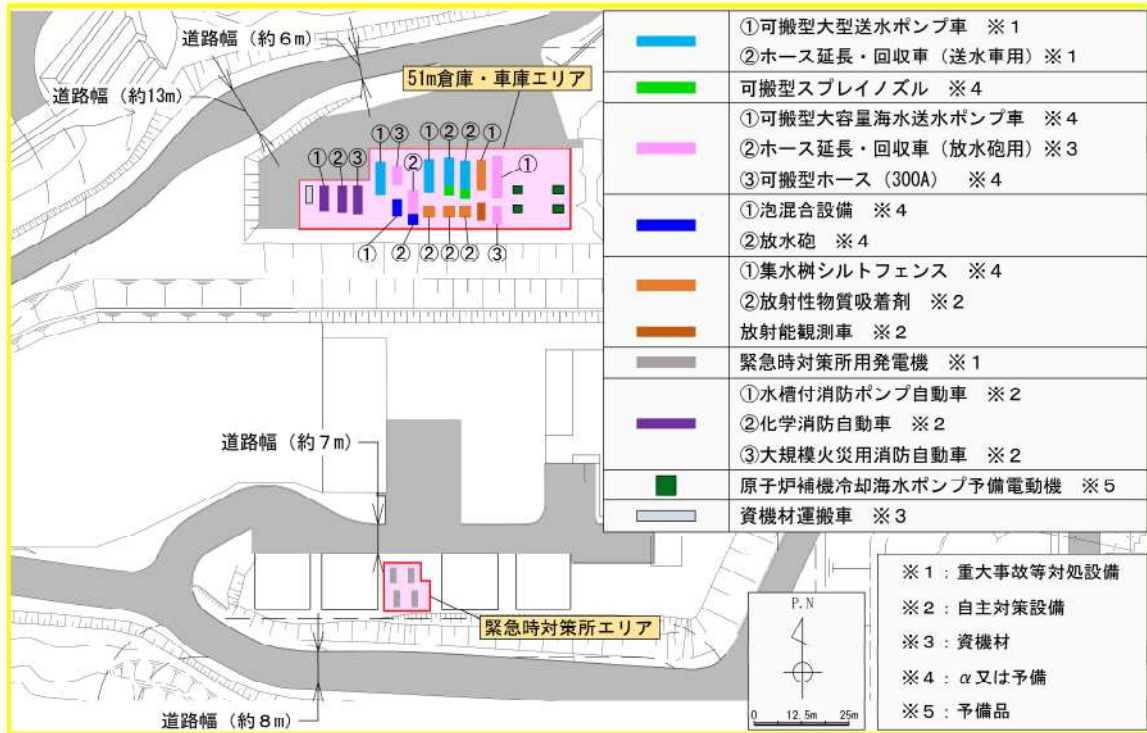 道路幅（約６ｍ）
道路幅（約13m）
51m倉庫・車庫エリア
①③①②②①
①②③
②
①
①②②②②③
道路幅（約７ｍ）
緊急時対策所エリア
道路幅（約８ｍ）
①可搬型大型送水ポンプ車　※１
②ホース延長・回収車（送水車用）※１
可搬型スプレイノズル　※４
①可搬型大容量海水送水ポンプ車　※４
②ホース延長・回収車（放水砲用）※３
③可搬型ホース（300A）　※４
①泡混合設備　※４
②放水砲　※４
①集水桝シルトフェンス　※４
②放射性物質吸着剤　※２
放射能観測車　※２
緊急時対策所用発電機　※１
①水槽付消防ポンプ自動車　※２
②化学消防自動車　※２
③大規模火災用消防自動車　※２
原子炉補機冷却海水ポンプ予備電動機　※５
資機材運搬車　※３
P.N
0 12.5m 25m
※１：重大事故等対処設備
※２：自主対策設備
※３：資機材
※４：α又は予備
※５：予備品